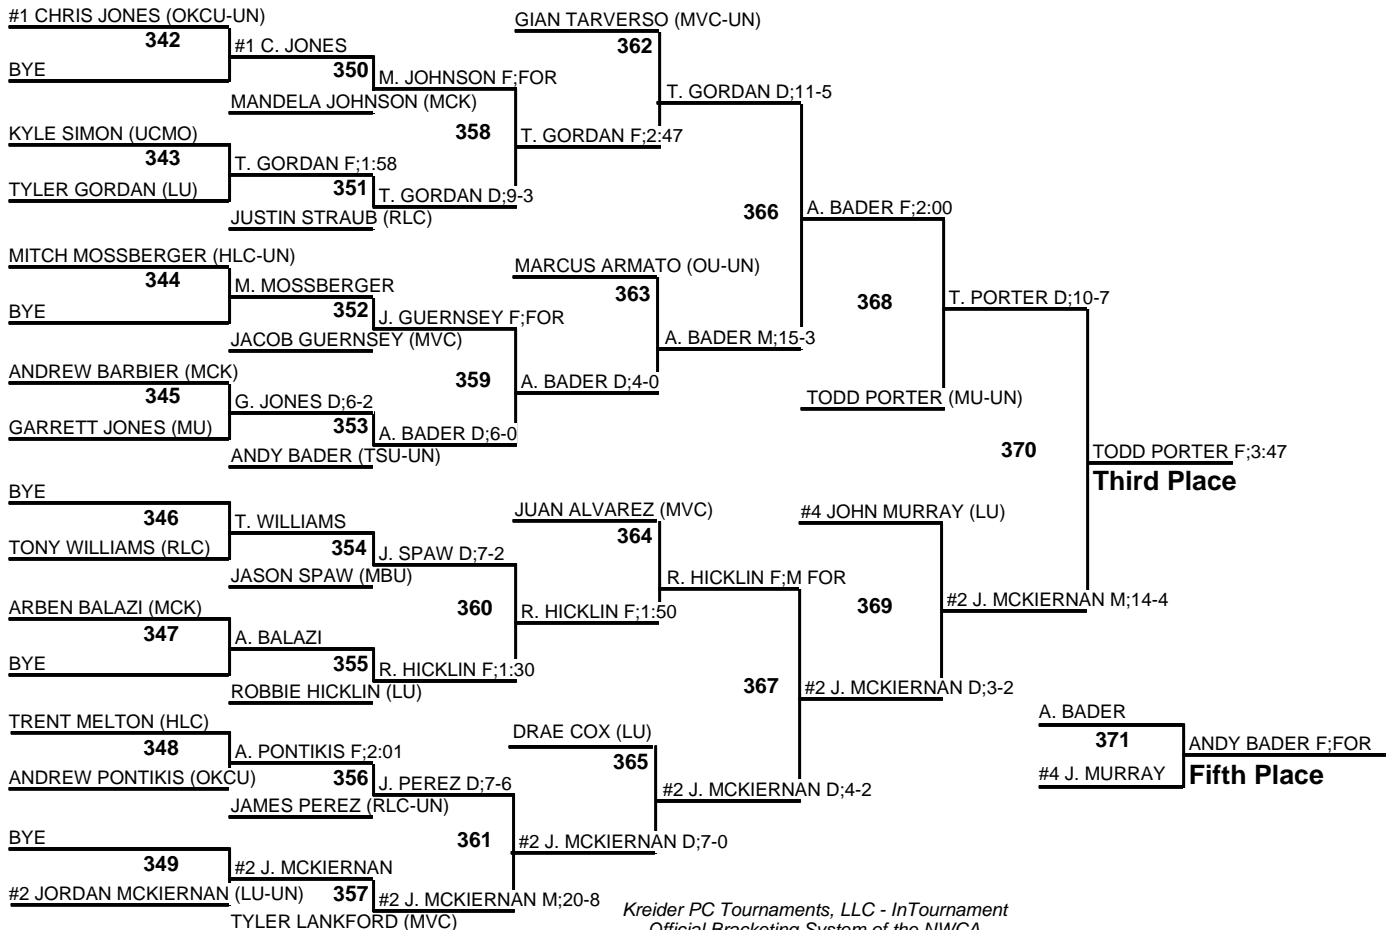 #1 CHRIS JONES (OKCU-UN)
342
BYE
#1 C. JONES
350
MANDELA JOHNSON (MCK)
M. JOHNSON F;FOR
KYLE SIMON (UCMO)
343
TYLER GORDAN (LU)
T. GORDAN F;1:58
351
JUSTIN STRAUB (RLC)
T. GORDAN D;9-3
358
T. GORDAN F;2:47
GIAN TARVERSO (MVC-UN)
362
T. GORDAN D;11-5
MITCH MOSSBERGER (HLC-UN)
344
BYE
M. MOSSBERGER
352
JACOB GUERNSEY (MVC)
J. GUERNSEY F;FOR
ANDREW BARBIER (MCK)
345
GARRETT JONES (MU)
G. JONES D;6-2
353
ANDY BADER (TSU-UN)
A. BADER D;6-0
359
A. BADER D;4-0
MARCUS ARMATO (OU-UN)
363
A. BADER M;15-3
366
A. BADER F;2:00
368
TODD PORTER (MU-UN)
T. PORTER D;10-7
BYE
346
TONY WILLIAMS (RLC)
T. WILLIAMS
354
JASON SPAW (MBU)
J. SPAW D;7-2
ARBEN BALAZI (MCK)
347
BYE
A. BALAZI
355
ROBBIE HICKLIN (LU)
R. HICKLIN F;1:30
360
R. HICKLIN F;1:50
JUAN ALVAREZ (MVC)
364
R. HICKLIN F;M FOR
TRENT MELTON (HLC)
348
ANDREW PONTIKIS (OKCU)
A. PONTIKIS F;2:01
356
JAMES PEREZ (RLC-UN)
J. PEREZ D;7-6
BYE
349
#2 JORDAN MCKIERNAN (LU-UN)
#2 J. MCKIERNAN
357
TYLER LANKFORD (MVC)
#2 J. MCKIERNAN M;20-8
361
#2 J. MCKIERNAN D;7-0
DRAE COX (LU)
365
#2 J. MCKIERNAN D;4-2
367
#2 J. MCKIERNAN D;3-2
#4 JOHN MURRAY (LU)
369
#2 J. MCKIERNAN M;14-4
370
TODD PORTER F;3:47
Third Place
A. BADER
371
#4 J. MURRAY
ANDY BADER F;FOR
Fifth Place
Kreider PC Tournaments, LLC - InTournament
Official Bracketing System of the NWCA